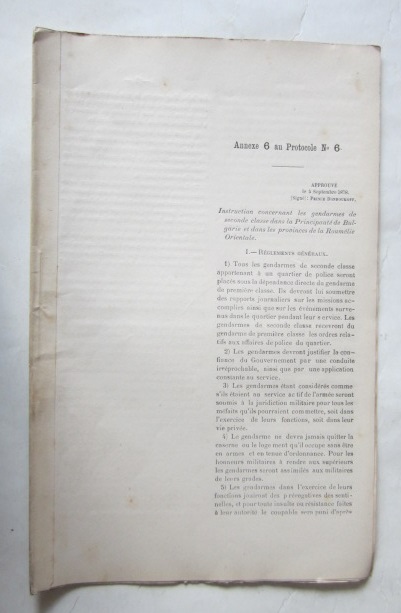 Annexe 6 au Protocole No 6
APPROUVÉ
le 5 Septembre 1878.
(Signé): PRINCE DONDOUKOFF.
Instruction concernant les gendarmes de
seconde classe dans la Principauté de Bul-
garie et dans les provinces de la Roumélie
Orientale.
I.— RÈGLEMENTS GÉNÉRAUX.
1) Tous les gendarmes de seconde classe
appartenant à un quartier de police seront
placés sous la dépendance directe du gendarme
de première classe. Ils devront lui soumettre
des rapports journaliers sur les missions ac-
complies ainsi que sur les événements surve-
nus dans le quartier pendant leur service. Les
gendarmes de seconde classe recevront du
gendarme de première classe les ordres rela-
tifs aux affaires de police du quartier.
2) Les gendarmes devront justifier la con-
fiance du Gouvernement par une conduite
irréprochable, ainsi que par une application
constante au service.
3) Les gendarmes étant considérés comme
s'ils étaient au service actif de l'armée seront
soumis à la juridiction militaire pour tous les
méfaits qu'ils pourraient commettre, soit dans
l'exercice de leurs fonctions, soit dans leur
vie privée.
4) Le gendarme ne devra jamais quitter la
caserne ou le logement qu'il occupe sans être
en armes et en tenue d'ordonnance. Pour les
honneurs militaires à rendre aux supérieurs
les gendarmes seront assimilés aux militaires
de leurs grades.
5) Les gendarmes dans l'exercice de leurs
fonctions jouiront des prérogatives des senti-
nelles, et pour toute insulte ou résistance faites
à leur autorité le coupable sera puni d'après